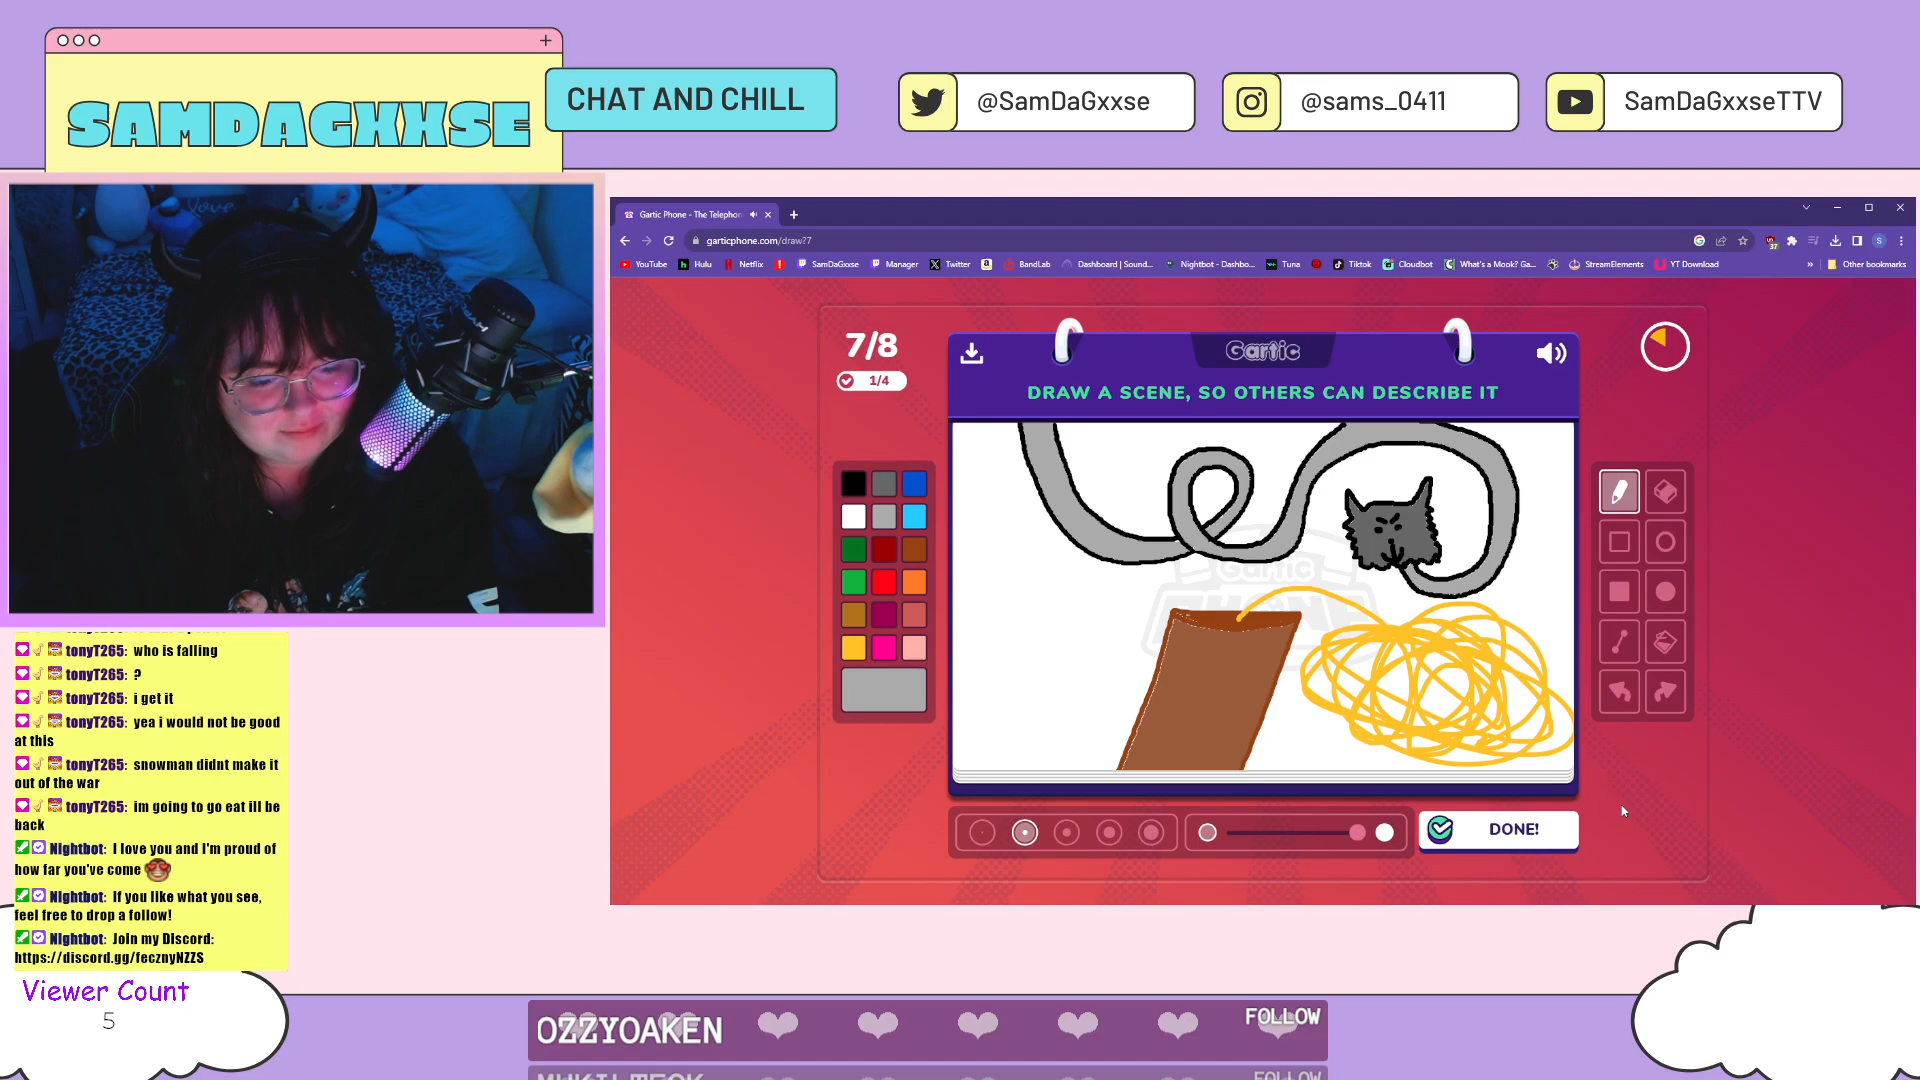 SAMDAGXXSE
CHAT AND CHILL
@SamDaGxxse
@sams_0411
SamDaGxxseTTV
love
Gartic Phone - The Telephon
garticphone.com/draw?7
37
S
YouTube
Hulu
Netflix
SamDaGxxse
Manager
Twitter
BandLab
Dashboard | Sound...
Nightbot - Dashbo...
Tuna
Tiktok
Cloudbot
What's a Mook? Ga...
StreamElements
YT Download
Other bookmarks
7/8
1/4
Gartic
DRAW A SCENE, SO OTHERS CAN DESCRIBE IT
Gartic
PHONE
DONE!
tonyT265: who is falling
tonyT265: ?
tonyT265: i get it
tonyT265: yea i would not be good
at this
tonyT265: snowman didnt make it
out of the war
tonyT265: im going to go eat ill be
back
Nightbot: I love you and I'm proud of
how far you've come
Nightbot: If you like what you see,
feel free to drop a follow!
Nightbot: Join my Discord:
https://discord.gg/fecznyNZZS
Viewer Count
5
OZZYOAKEN
FOLLOW
FOLLOW